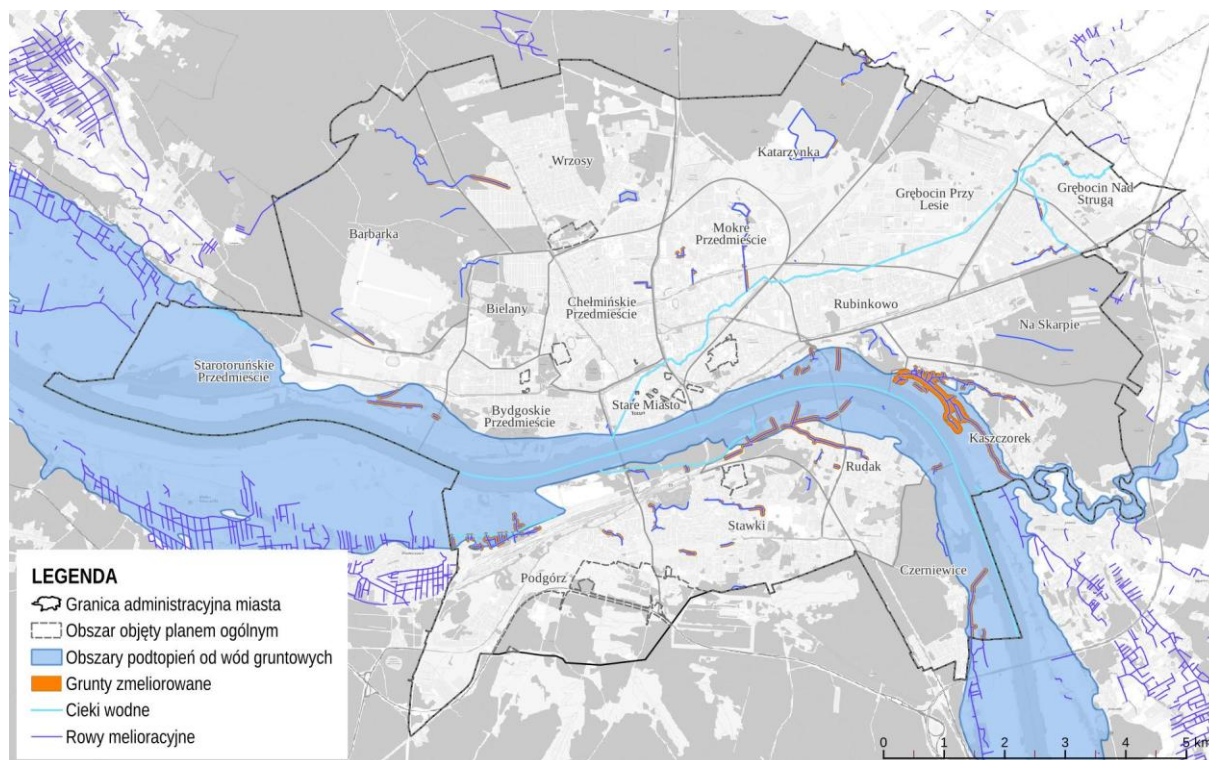 Wrzosy
Katarzynka
Grębocin Przy
Lesie
Grębocin Nad
Strugą
Barbarka
Mokre
Przedmieście
Bielany
Chełmińskie
Przedmieście
Rubinkowo
Na Skarpie
Starotoruńskie
Przedmieście
Bydgoskie
Przedmieście
Stare Miasto
Kaszczorek
Rudak
Stawki
Czerniewice
Podgórz
LEGENDA
Granica administracyjna miasta
Obszar objęty planem ogólnym
Obszary podtopień od wód gruntowych
Grunty zmeliorowane
Cieki wodne
Rowy melioracyjne
0 1 2 3 4 5 km